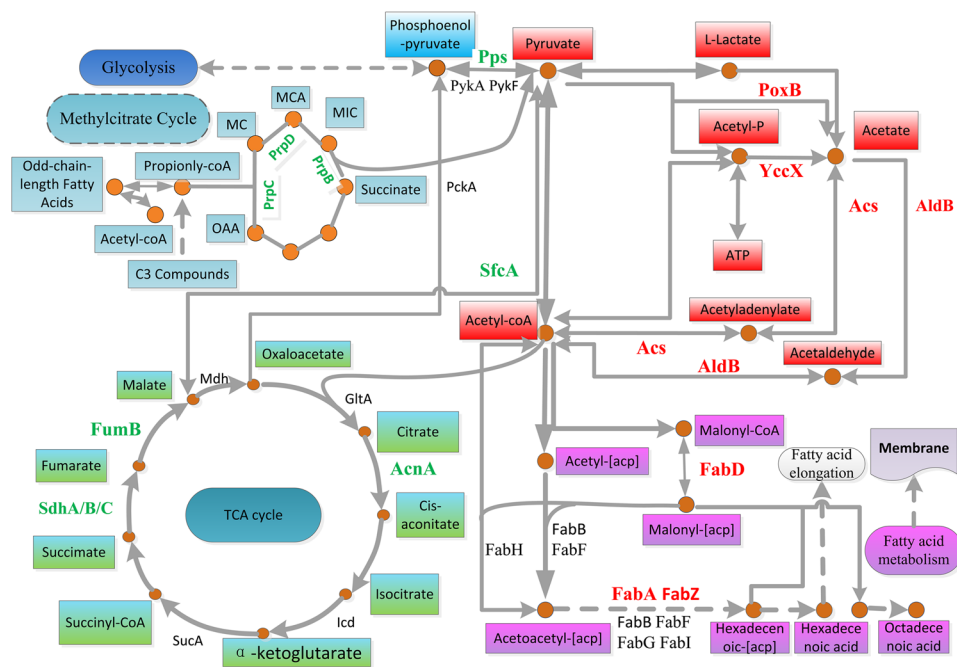 Phosphoenol
-pyruvate
Pyruvate
L-Lactate
Glycolysis
Pps
PykA PykF
PoxB
Methylcitrate Cycle
MCA
MC
MIC
PrpD
PrpB
PrpC
Odd-chain-
length Fatty
Acids
Propionly-coA
Succinate
PckA
Acetyl-coA
OAA
C3 Compounds
Acetyl-P
Acetate
YccX
Acs
AldB
ATP
SfcA
Acetyl-coA
Acetyladenylate
Acs
Acetaldehyde
AldB
Oxaloacetate
Malate
Mdh
GltA
Citrate
FumB
Fumarate
AcnA
SdhA/B/C
TCA cycle
Cis-
aconitate
Succimate
Isocitrate
Succinyl-CoA
SucA
Icd
α-ketoglutarate
Malonyl-CoA
Acetyl-[acp]
FabD
Fatty acid
elongation
Membrane
Malonyl-[acp]
FabH
FabB
FabF
Fatty acid
metabolism
FabA FabZ
FabB FabF
FabG FabI
Acetoacetyl-[acp]
Hexadecen
oic-[acp]
Hexadece
noic acid
Octadece
noic acid